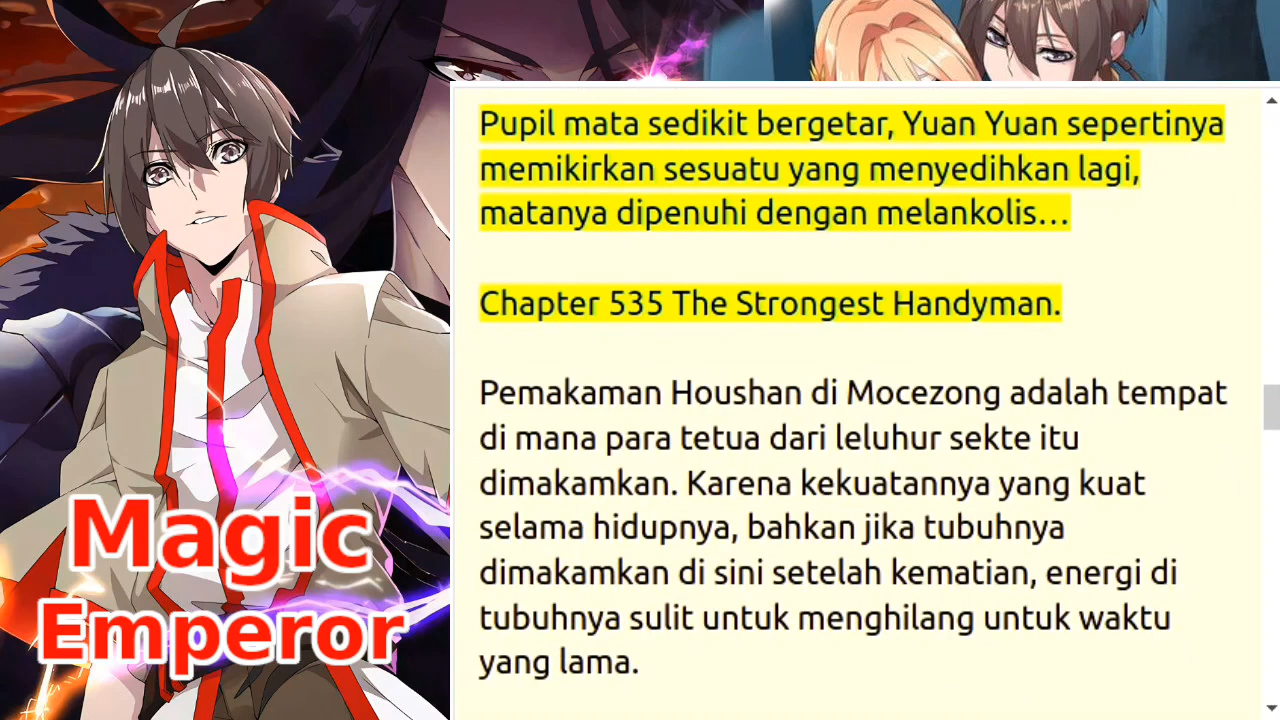 Pupil mata sedikit bergetar, Yuan Yuan sepertinya
memikirkan sesuatu yang menyedihkan lagi,
matanya dipenuhi dengan melankolis…
Chapter 535 The Strongest Handyman.
Pemakaman Houshan di Mocezong adalah tempat
di mana para tetua dari leluhur sekte itu
dimakamkan. Karena kekuatannya yang kuat
selama hidupnya, bahkan jika tubuhnya
dimakamkan di sini setelah kematian, energi di
tubuhnya sulit untuk menghilang untuk waktu
yang lama.
Magic
Emperor